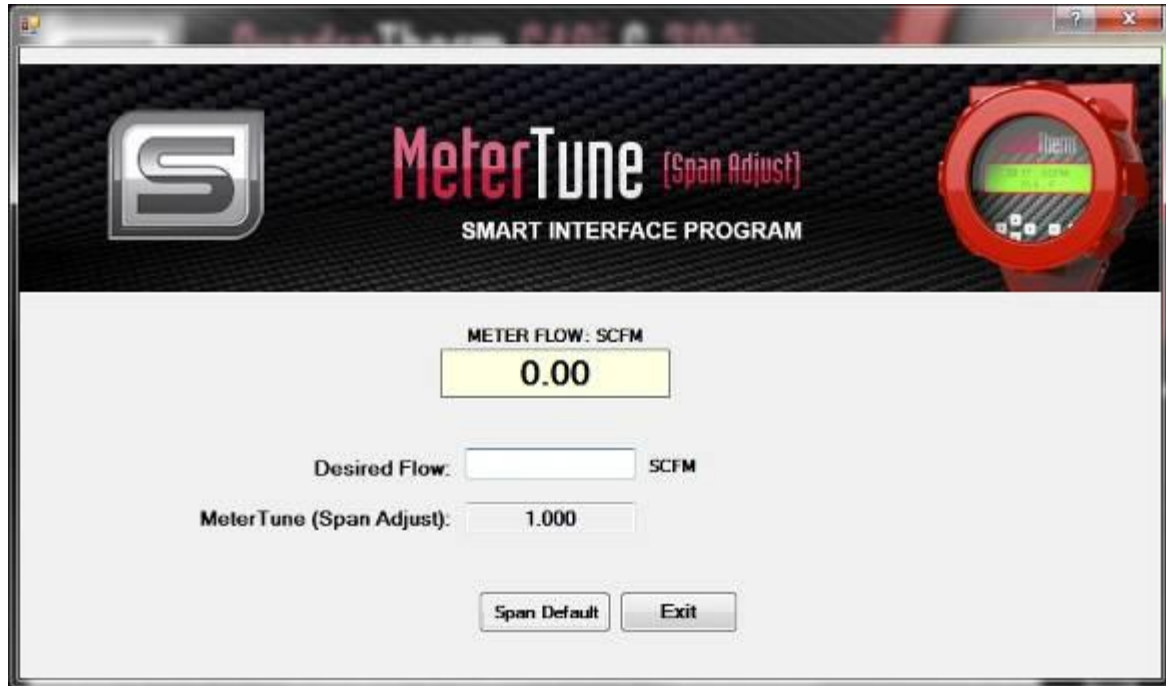 ?
X
MeterTune [Span Adjust]
SMART INTERFACE PROGRAM
METER FLOW: SCFM
0.00
Desired Flow:
SCFM
MeterTune (Span Adjust):
1.000
Span Default
Exit